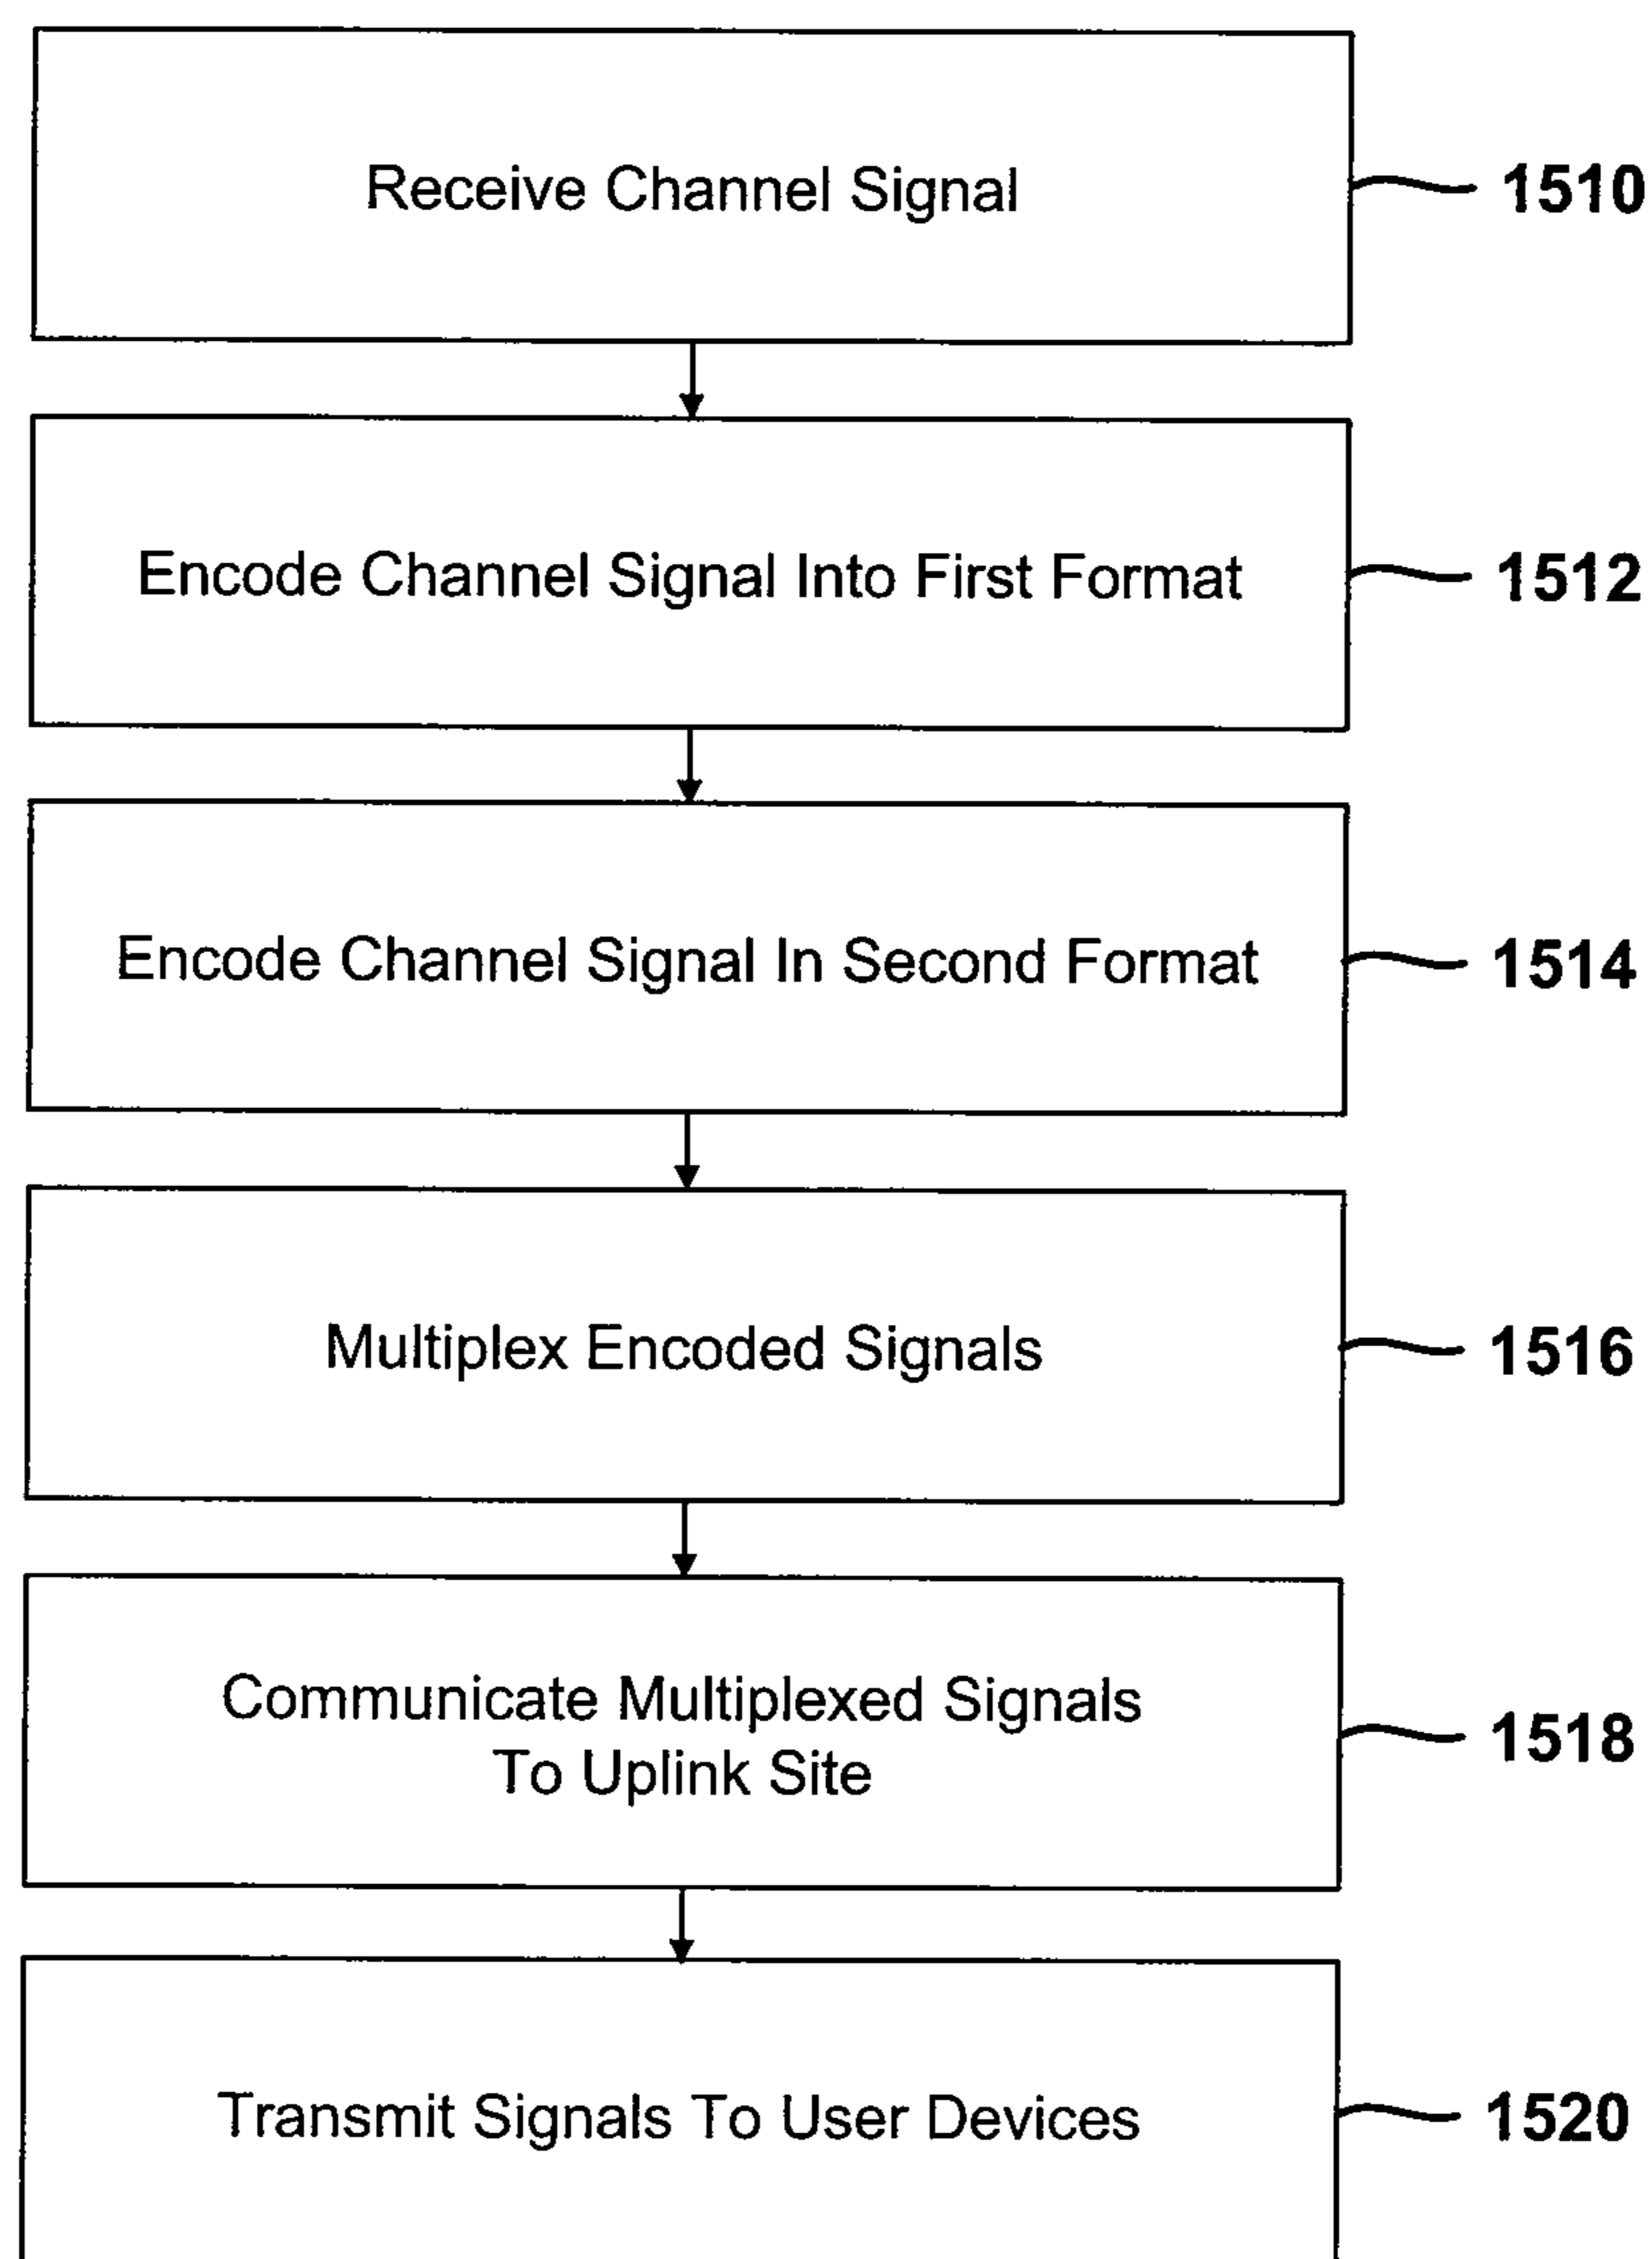 Receive Channel Signal
1510
Encode Channel Signal Into First Format
1512
Encode Channel Signal In Second Format
1514
Multiplex Encoded Signals
1516
Communicate Multiplexed Signals
To Uplink Site
1518
Transmit Signals To User Devices
1520